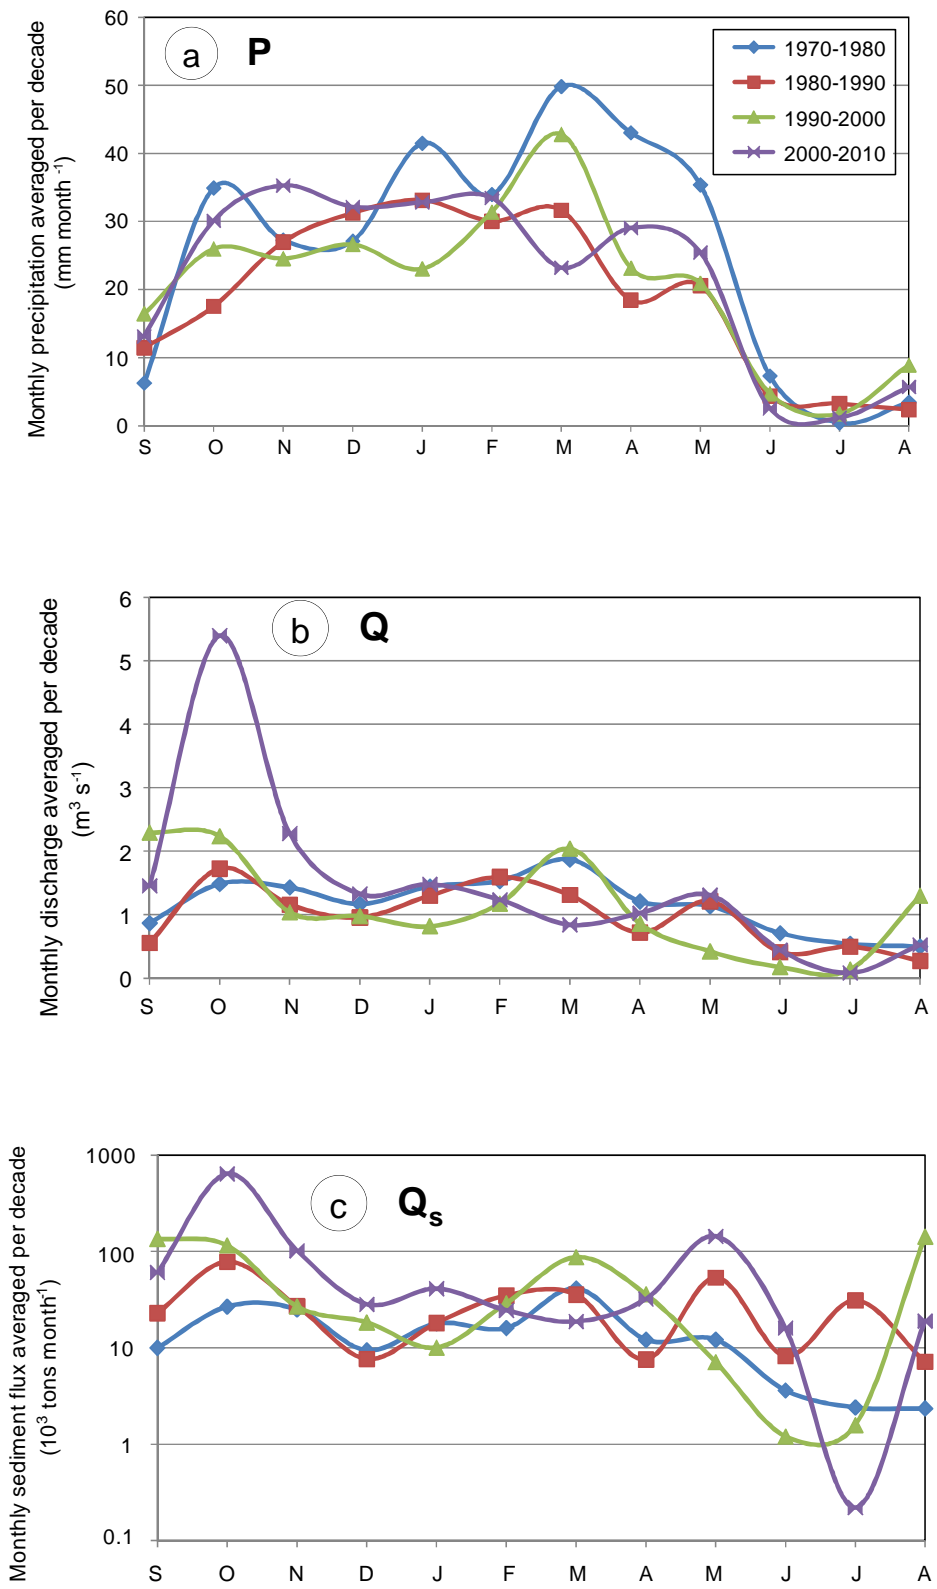 Monthly precipitation averaged per decade
(mm month⁻¹)
60
50
40
30
20
10
0
a P
1970-1980
1980-1990
1990-2000
2000-2010
S O N D J F M A M J J A
Monthly discharge averaged per decade
(m³ s⁻¹)
6
5
4
3
2
1
0
b Q
S O N D J F M A M J J A
Monthly sediment flux averaged per decade
(10³ tons month⁻¹)
1000
100
10
1
0.1
c Qₛ
S O N D J F M A M J J A